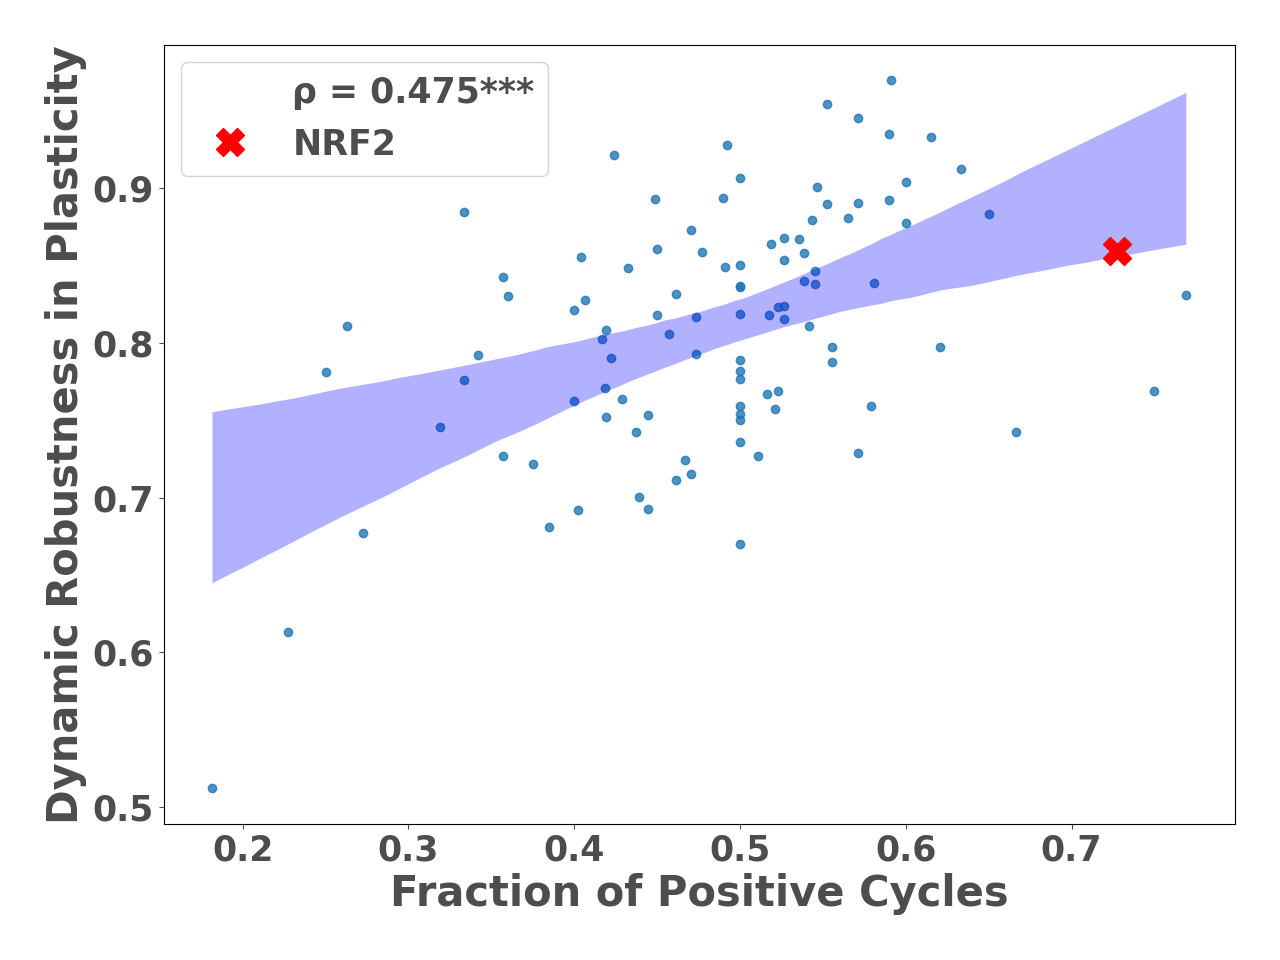 ρ = 0.475***
NRF2
Dynamic Robustness in Plasticity
0.9
0.8
0.7
0.6
0.5
0.2 0.3 0.4 0.5 0.6 0.7
Fraction of Positive Cycles